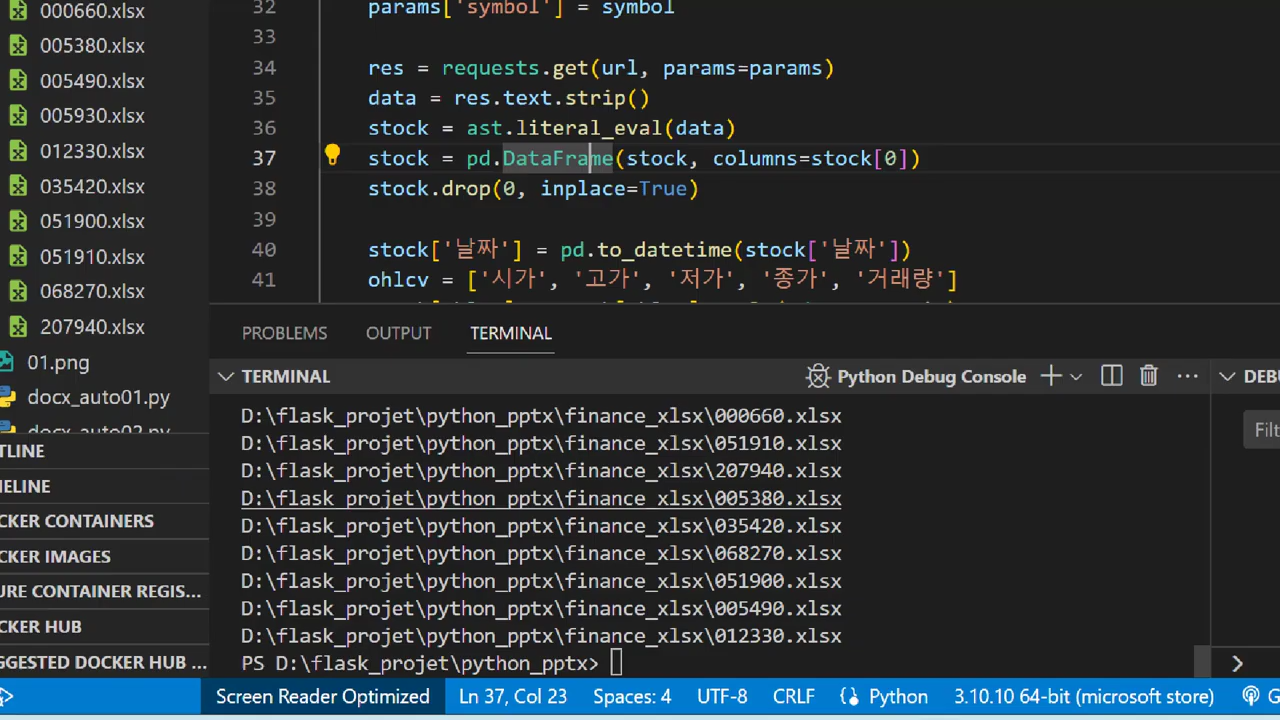 000660.xlsx
005380.xlsx
005490.xlsx
005930.xlsx
012330.xlsx
035420.xlsx
051900.xlsx
051910.xlsx
068270.xlsx
207940.xlsx
01.png
docx_auto01.py
docx_auto02.py
TLINE
MELINE
CKER CONTAINERS
CKER IMAGES
URE CONTAINER REGIS...
CKER HUB
GGESTED DOCKER HUB ...
32 params['symbol'] = symbol
33
34 res = requests.get(url, params=params)
35 data = res.text.strip()
36 stock = ast.literal_eval(data)
37 stock = pd.DataFrame(stock, columns=stock[0])
38 stock.drop(0, inplace=True)
39
40 stock['날짜'] = pd.to_datetime(stock['날짜'])
41 ohlcv = ['시가', '고가', '저가', '종가', '거래량']
PROBLEMS OUTPUT TERMINAL
TERMINAL Python Debug Console DEB
D:\flask_projet\python_pptx\finance_xlsx\000660.xlsx
D:\flask_projet\python_pptx\finance_xlsx\051910.xlsx
D:\flask_projet\python_pptx\finance_xlsx\207940.xlsx
D:\flask_projet\python_pptx\finance_xlsx\005380.xlsx
D:\flask_projet\python_pptx\finance_xlsx\035420.xlsx
D:\flask_projet\python_pptx\finance_xlsx\068270.xlsx
D:\flask_projet\python_pptx\finance_xlsx\051900.xlsx
D:\flask_projet\python_pptx\finance_xlsx\005490.xlsx
D:\flask_projet\python_pptx\finance_xlsx\012330.xlsx
PS D:\flask_projet\python_pptx>
Filt
Screen Reader Optimized Ln 37, Col 23 Spaces: 4 UTF-8 CRLF Python 3.10.10 64-bit (microsoft store) G